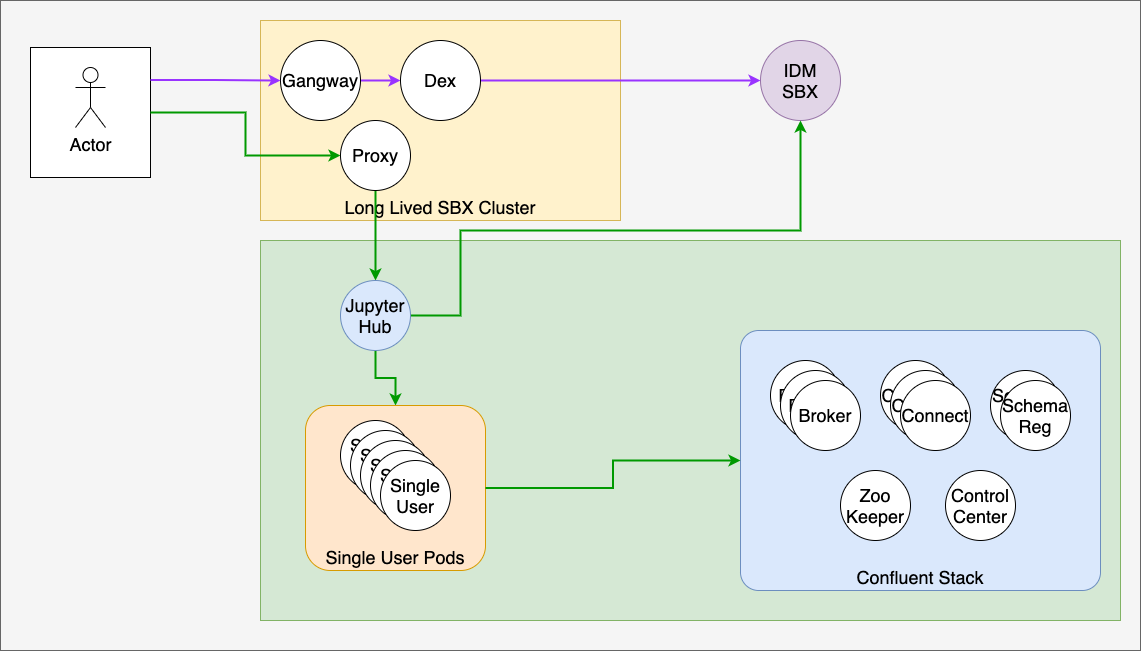 Actor
Gangway
Dex
IDM
SBX
Proxy
Long Lived SBX Cluster
Jupyter
Hub
S
S
S
S
Single
User
Single User Pods
Broker
C
C
Connect
S
Schema
Reg
Zoo
Keeper
Control
Center
Confluent Stack